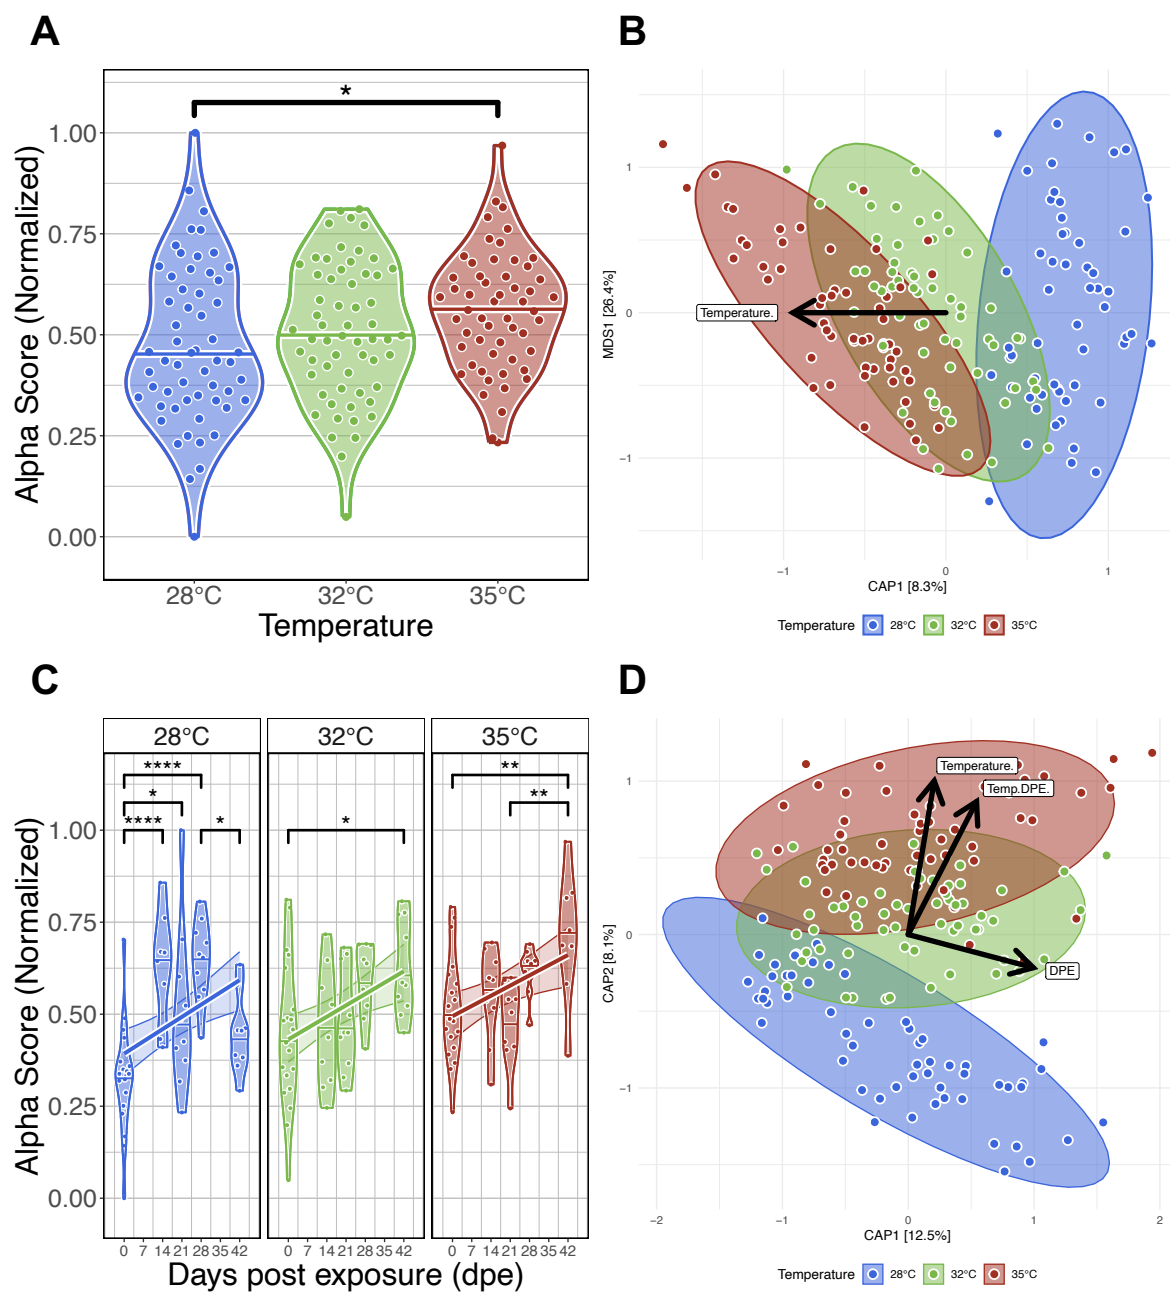 A
*
1.00
0.75
0.50
0.25
0.00
Alpha Score (Normalized)
28°C 32°C 35°C
Temperature
B
1
0
−1
MDS1 [26.4%]
Temperature.
−1 0 1
CAP1 [8.3%]
Temperature 28°C 32°C 35°C
C
28°C 32°C 35°C
**** * **** *
*
** **
1.00
0.75
0.50
0.25
0.00
Alpha Score (Normalized)
0 7 14 21 28 35 42 0 7 14 21 28 35 42 0 7 14 21 28 35 42
Days post exposure (dpe)
D
Temperature.
Temp.DPE.
DPE
1
0
−1
CAP2 [8.1%]
−2 −1 0 1 2
CAP1 [12.5%]
Temperature 28°C 32°C 35°C